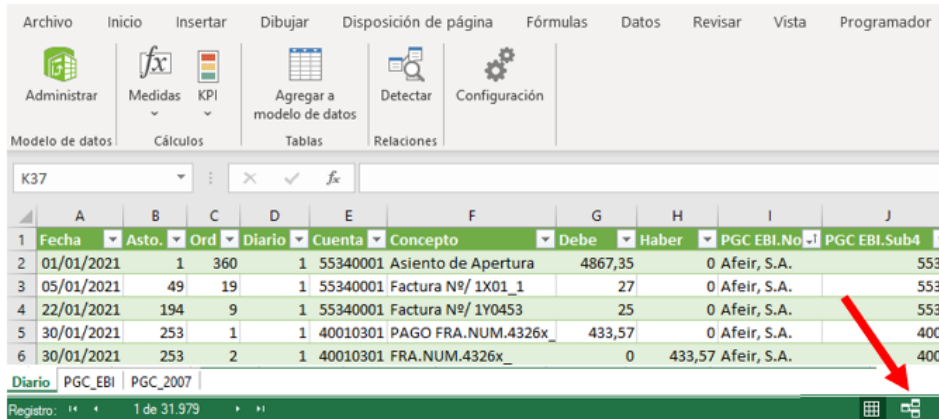 Archivo Inicio Insertar Dibujar Disposición de página Fórmulas Datos Revisar Vista Programador
Administrar Medidas KPI Agregar a modelo de datos Detectar Configuración
Modelo de datos Cálculos Tablas Relaciones
K37 fx
A B C D E F G H I J
1 Fecha Asto. Ord Diario Cuenta Concepto Debe Haber PGC EBI.No PGC EBI.Sub4
2 01/01/2021 1 360 1 55340001 Asiento de Apertura 4867,35 0 Afeir, S.A. 553
3 05/01/2021 49 19 1 55340001 Factura Nº/ 1X01_1 27 0 Afeir, S.A. 553
4 22/01/2021 194 9 1 55340001 Factura Nº/ 1Y0453 25 0 Afeir, S.A. 553
5 30/01/2021 253 1 1 40010301 PAGO FRA.NUM.4326x_ 433,57 0 Afeir, S.A. 400
6 30/01/2021 253 2 1 40010301 FRA.NUM.4326x_ 0 433,57 Afeir, S.A. 400
Diario PGC_EBI PGC_2007
Registro: 1 de 31.979